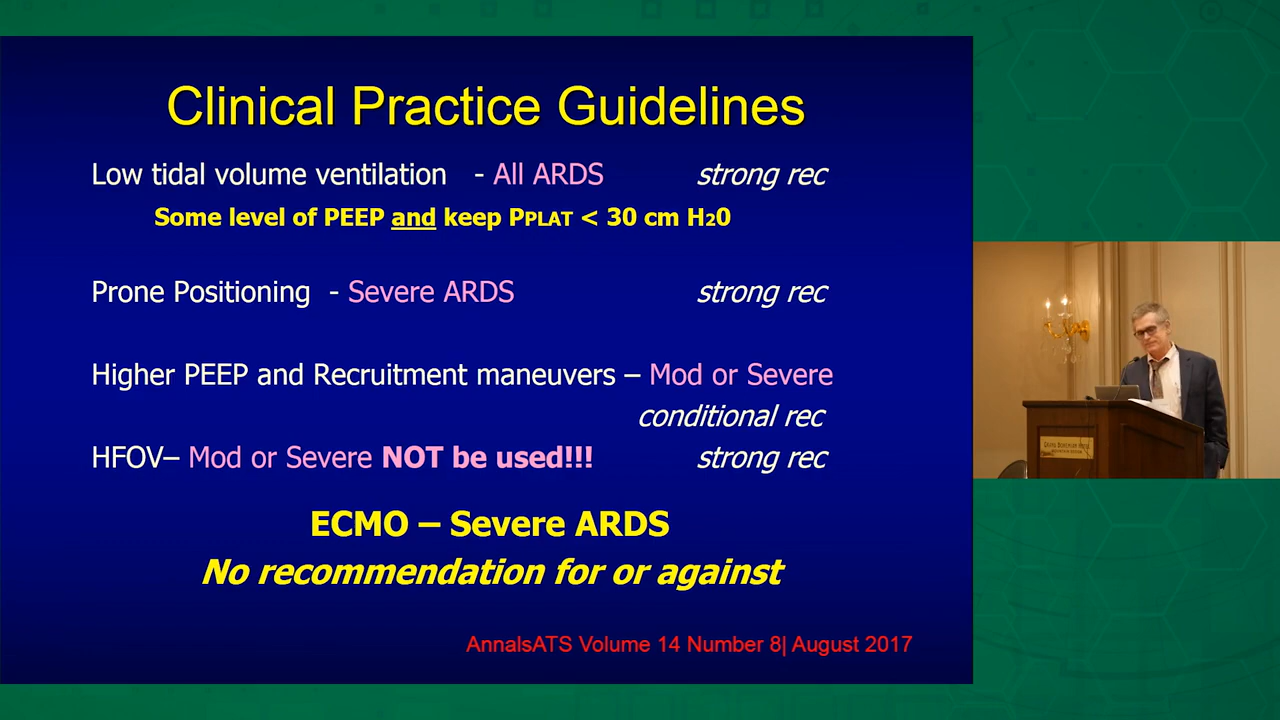 Clinical Practice Guidelines
Low tidal volume ventilation - All ARDS strong rec
Some level of PEEP and keep PPLAT < 30 cm H20
Prone Positioning - Severe ARDS strong rec
Higher PEEP and Recruitment maneuvers – Mod or Severe
conditional rec
HFOV– Mod or Severe NOT be used!!! strong rec
ECMO – Severe ARDS
No recommendation for or against
AnnalsATS Volume 14 Number 8| August 2017